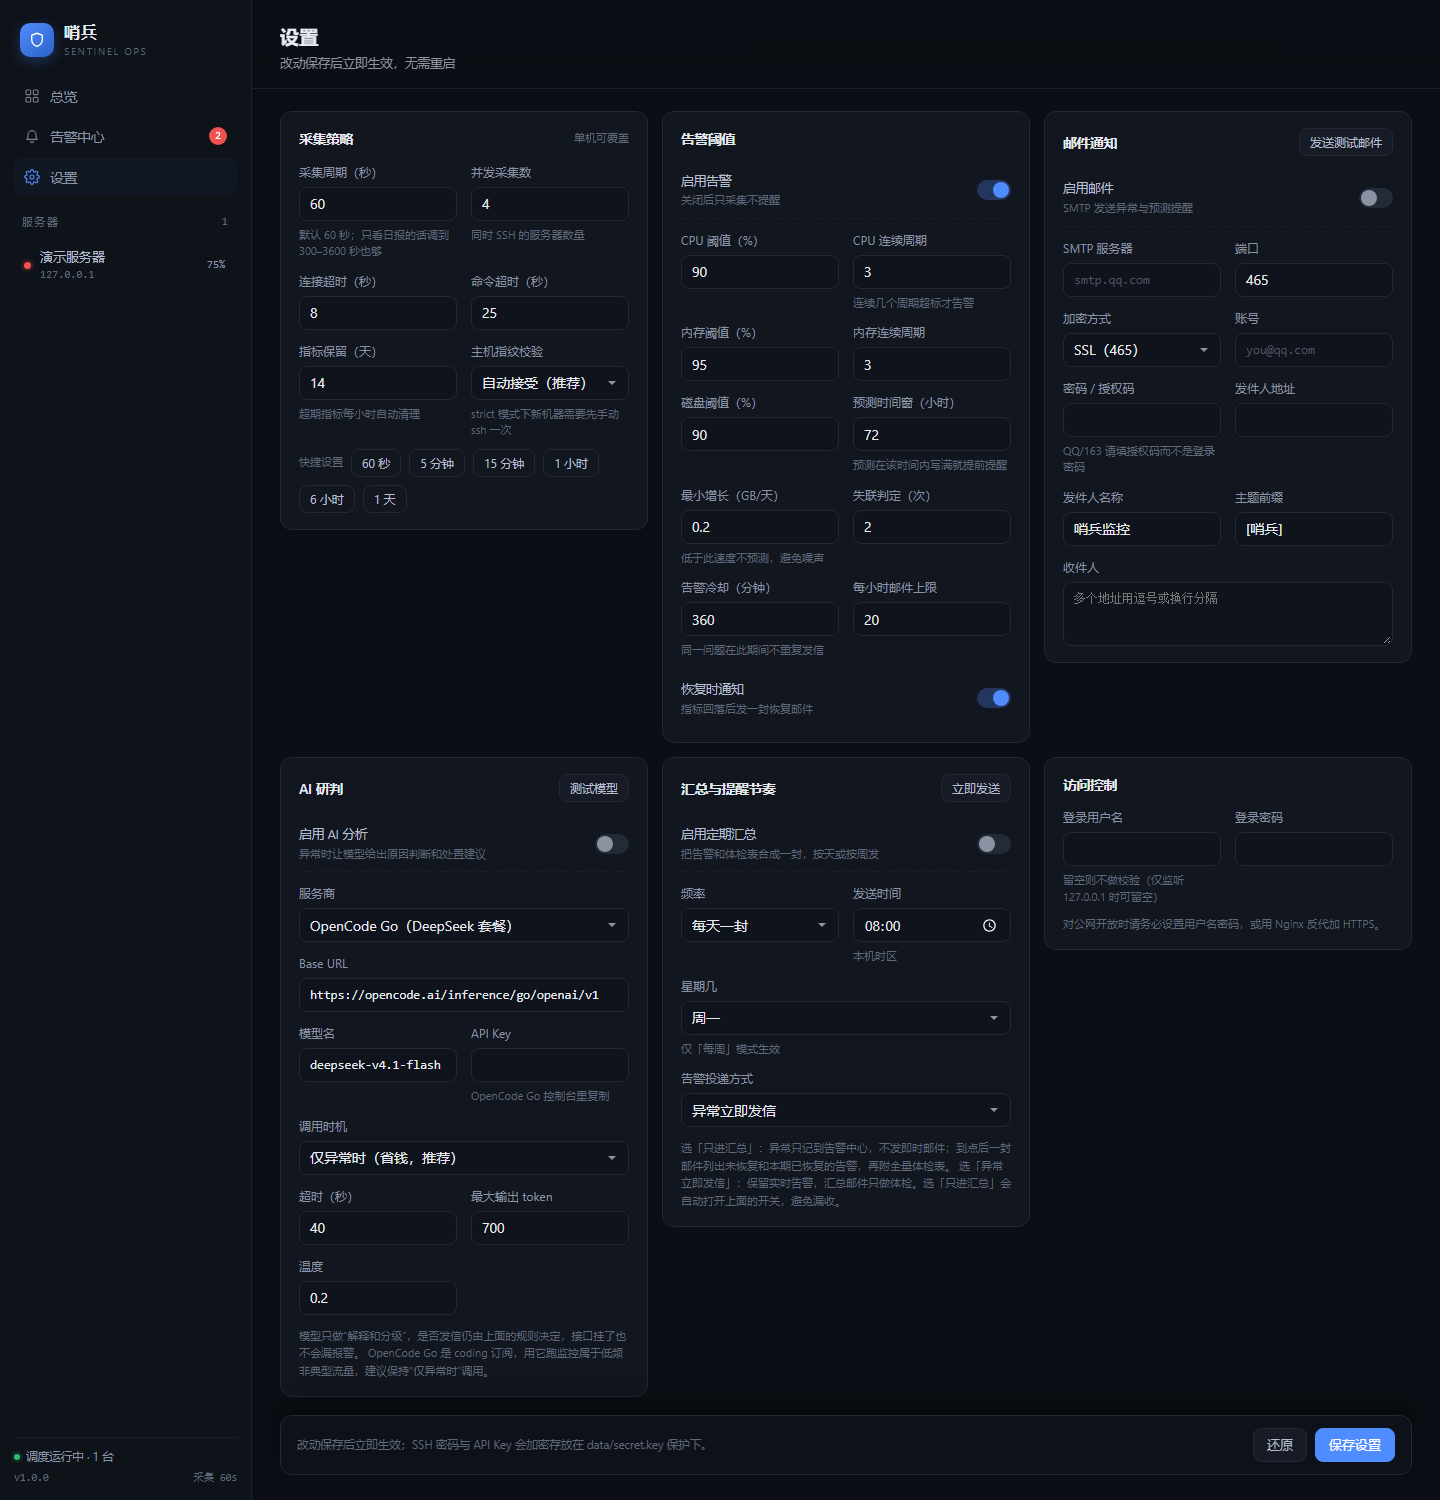 哨兵
SENTINEL OPS
总览
告警中心
2
设置
服务器
1
演示服务器
75%
127.0.0.1
调度运行中 · 1 台
v1.0.0
采集 60s
设置
改动保存后立即生效，无需重启
采集策略
单机可覆盖
采集周期（秒）
并发采集数
60
4
默认 60 秒；只看日报的话调到
300–3600 秒也够
同时 SSH 的服务器数量
连接超时（秒）
命令超时（秒）
8
25
指标保留（天）
主机指纹校验
14
自动接受（推荐）
超期指标每小时自动清理
strict 模式下新机器需要先手动
ssh 一次
快捷设置
60 秒
5 分钟
15 分钟
1 小时
6 小时
1 天
告警阈值
启用告警
关闭后只采集不提醒
CPU 阈值（%）
CPU 连续周期
90
3
连续几个周期超标才告警
内存阈值（%）
内存连续周期
95
3
磁盘阈值（%）
预测时间窗（小时）
90
72
预测在该时间内写满就提前提醒
最小增长（GB/天）
失联判定（次）
0.2
2
低于此速度不预测，避免噪声
告警冷却（分钟）
每小时邮件上限
360
20
同一问题在此期间不重复发信
恢复时通知
指标回落后发一封恢复邮件
邮件通知
发送测试邮件
启用邮件
SMTP 发送异常与预测提醒
SMTP 服务器
端口
smtp.qq.com
465
加密方式
账号
SSL（465）
you@qq.com
密码 / 授权码
发件人地址
QQ/163 请填授权码而不是登录
密码
发件人名称
主题前缀
哨兵监控
[哨兵]
收件人
多个地址用逗号或换行分隔
AI 研判
测试模型
启用 AI 分析
异常时让模型给出原因判断和处置建议
服务商
OpenCode Go（DeepSeek 套餐）
Base URL
https://opencode.ai/inference/go/openai/v1
模型名
API Key
deepseek-v4.1-flash
OpenCode Go 控制台里复制
调用时机
仅异常时（省钱，推荐）
超时（秒）
最大输出 token
40
700
温度
0.2
模型只做“解释和分级”，是否发信仍由上面的规则决定，接口挂了也
不会漏报警。 OpenCode Go 是 coding 订阅，用它跑监控属于低频
非典型流量，建议保持“仅异常时”调用。
汇总与提醒节奏
立即发送
启用定期汇总
把告警和体检表合成一封，按天或按周发
频率
发送时间
每天一封
08:00
本机时区
星期几
周一
仅「每周」模式生效
告警投递方式
异常立即发信
选「只进汇总」：异常只记到告警中心，不发即时邮件；到点后一封
邮件列出未恢复和本期已恢复的告警，再附全量体检表。 选「异常
立即发信」：保留实时告警，汇总邮件只做体检。选「只进汇总」会
自动打开上面的开关，避免漏收。
访问控制
登录用户名
登录密码
留空则不做校验（仅监听
127.0.0.1 时可留空）
对公网开放时请务必设置用户名密码，或用 Nginx 反代加 HTTPS。
改动保存后立即生效；SSH 密码与 API Key 会加密存放在 data/secret.key 保护下。
还原
保存设置